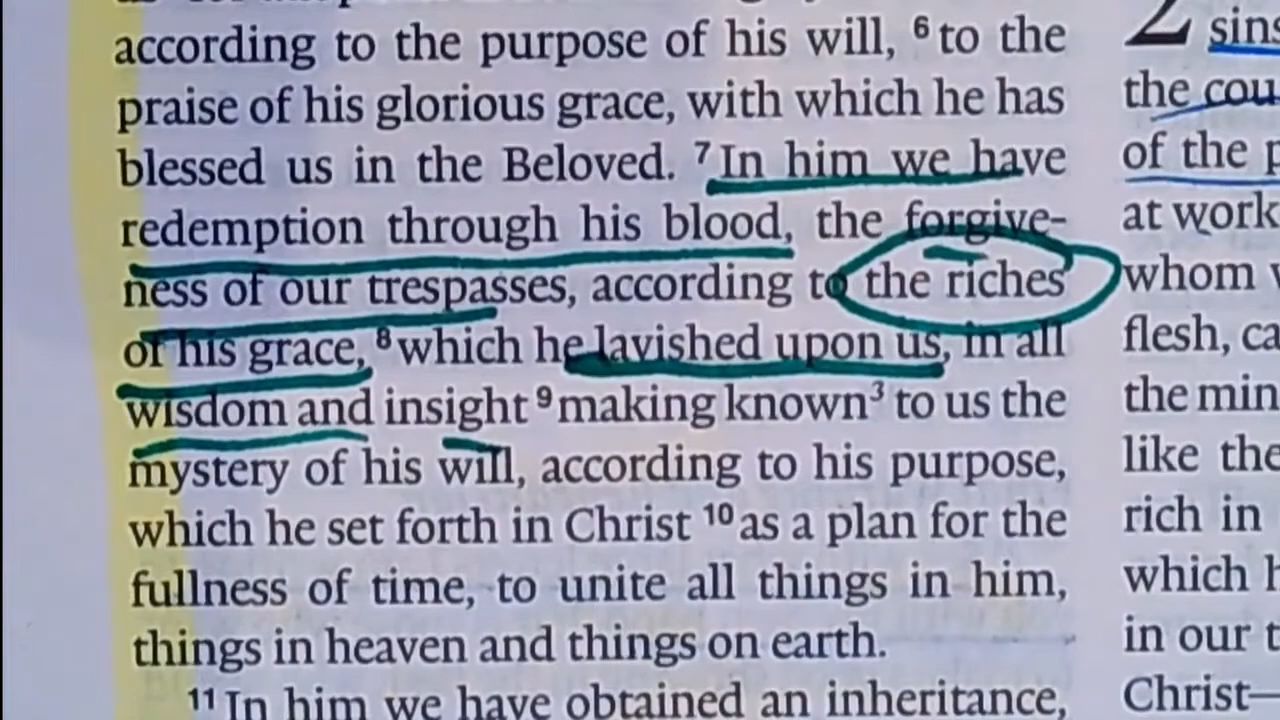 according to the purpose of his will, 6 to the
praise of his glorious grace, with which he has
blessed us in the Beloved. 7 In him we have
redemption through his blood, the forgive-
ness of our trespasses, according to the riches
of his grace, 8 which he lavished upon us, in all
wisdom and insight 9 making known3 to us the
mystery of his will, according to his purpose,
which he set forth in Christ 10 as a plan for the
fullness of time, to unite all things in him,
things in heaven and things on earth.
11 In him we have obtained an inheritance,
2 sins
the cou
of the p
at work
whom
flesh, ca
the min
like the
rich in
which h
in our t
Christ—